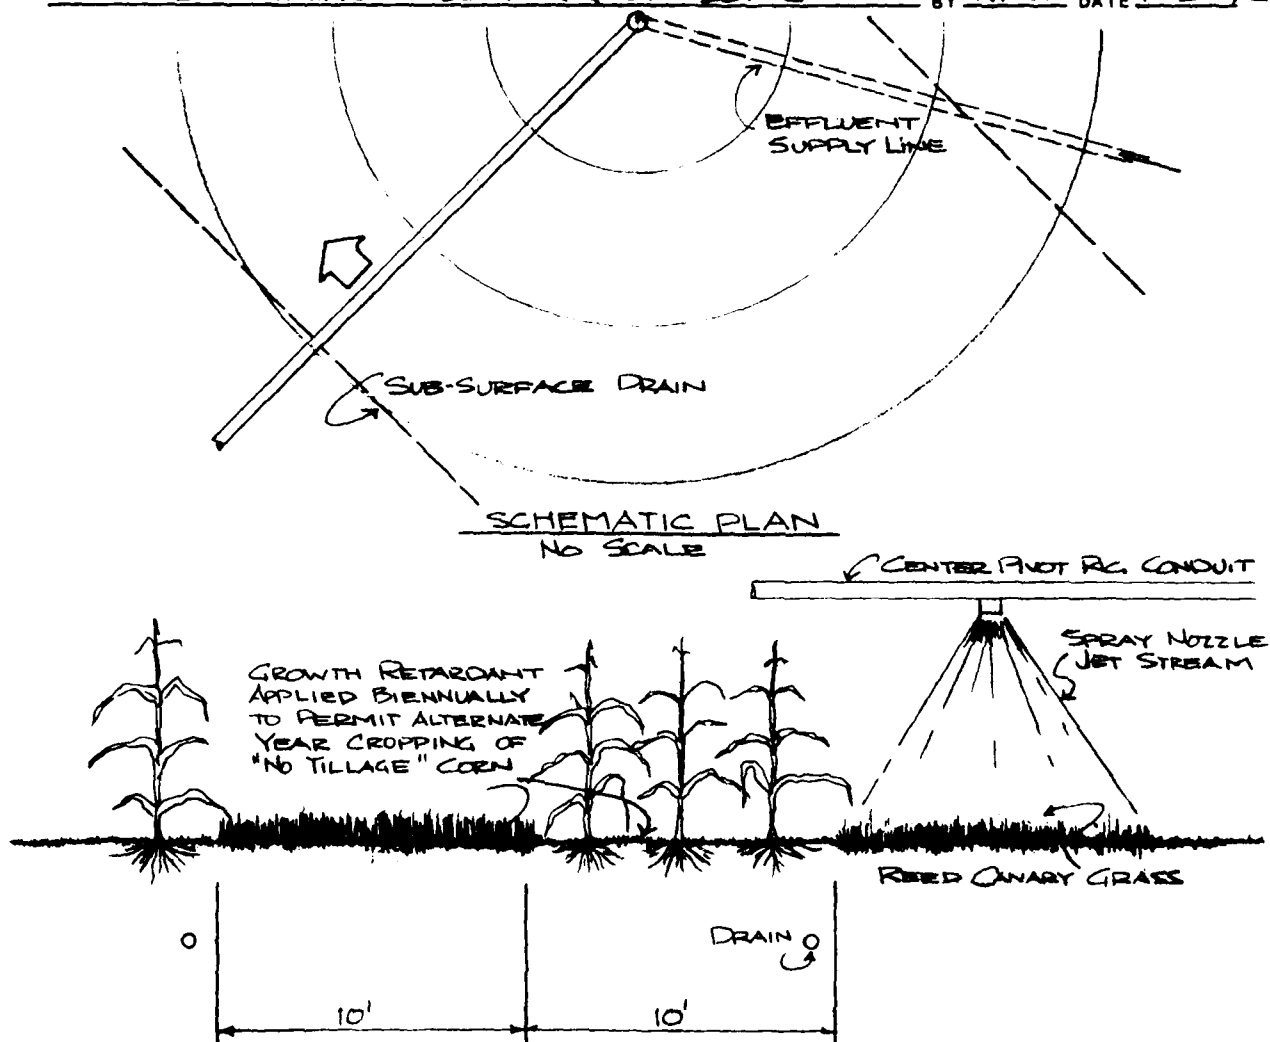 BY
DATE
EFFLUENT
SUPPLY LINE
SUB-SURFACE DRAIN
SCHEMATIC PLAN
NO SCALE
CENTER PIVOT RIG CONDUIT
SPRAY NOZZLE
JET STREAM
GROWTH RETARDANT
APPLIED BIENNUALLY
TO PERMIT ALTERNATE
YEAR CROPPING OF
"NO TILLAGE" CORN
REED CANARY GRASS
DRAIN
10'
10'